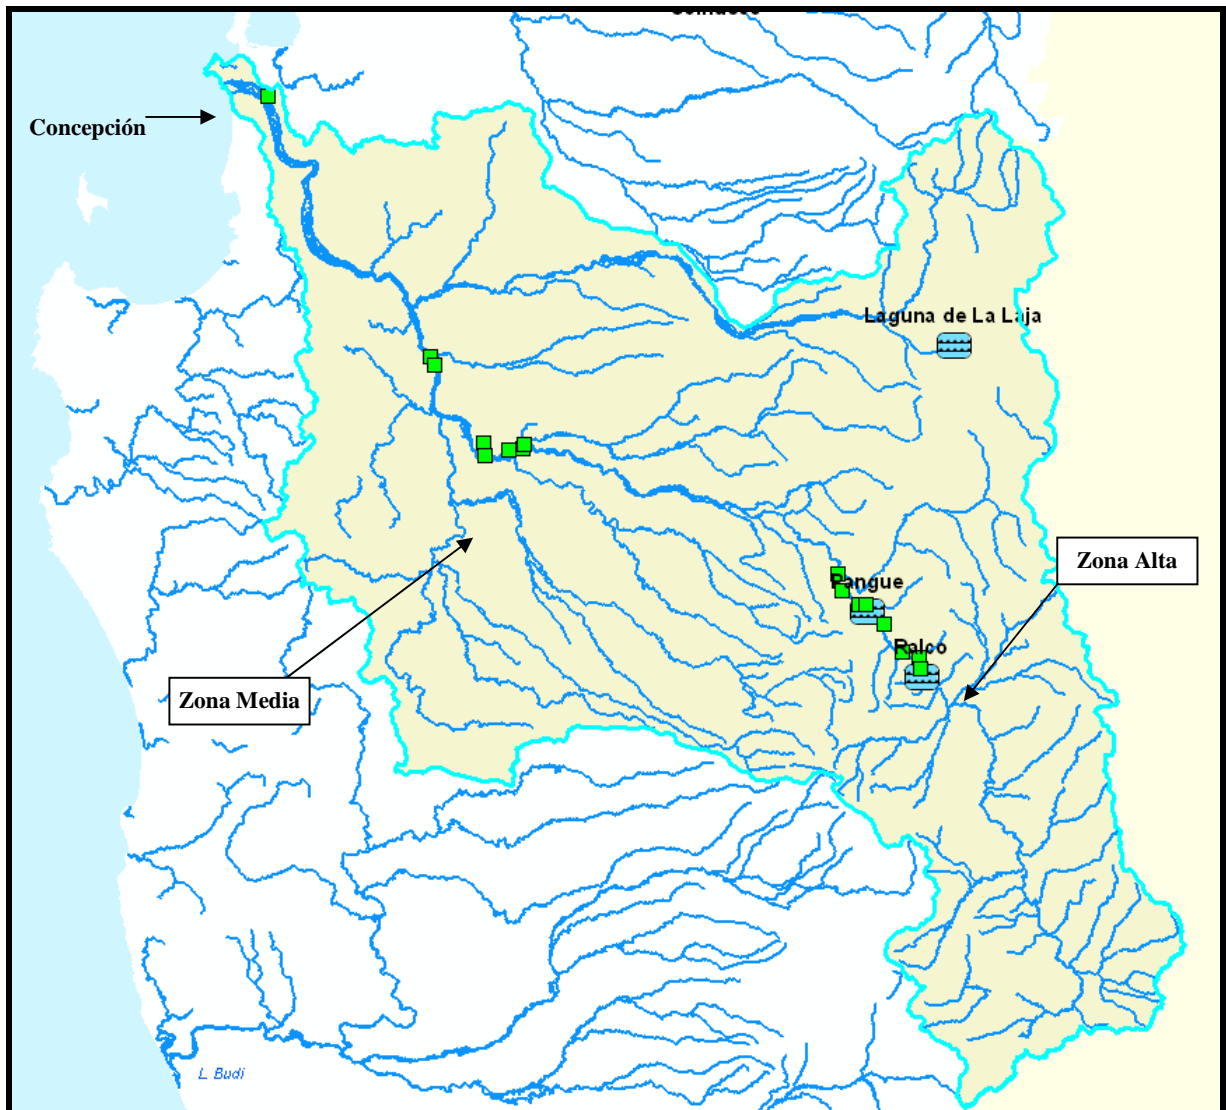 Concepción
Laguna de La Laja
Zona Alta
Pangue
Ralco
Zona Media
L. Budi